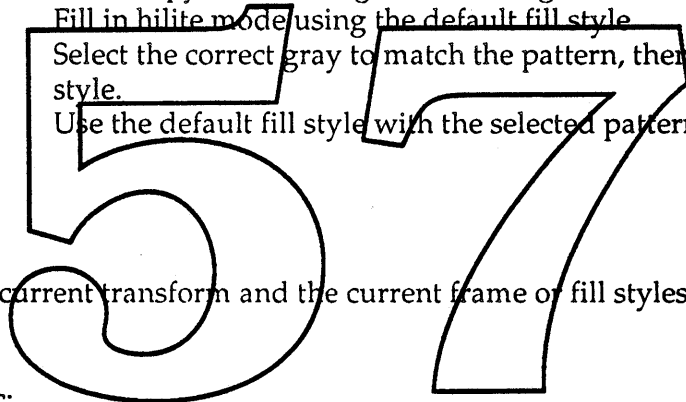 Fill in hilite mode using the default fill style
Select the correct gray to match the pattern, then
style.
Use the default fill style with the selected pattern
57
current transform and the current frame or fill styles